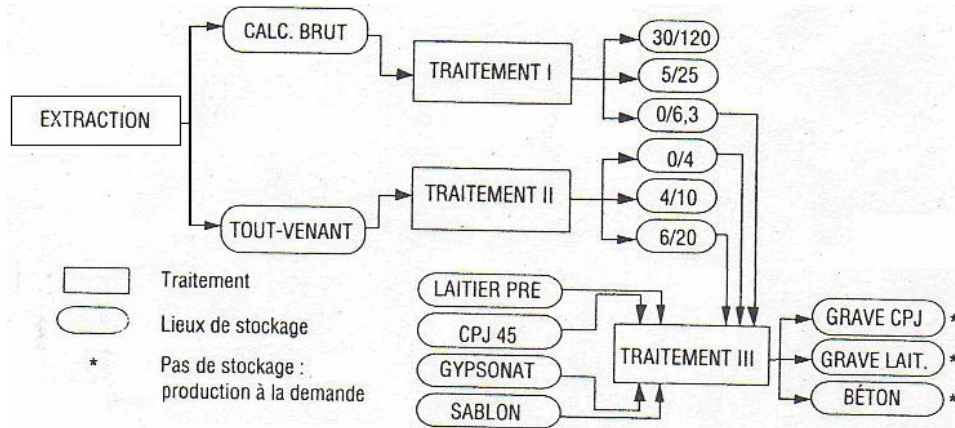 CALC. BRUT
30/120
TRAITEMENT I
5/25
EXTRACTION
0/6,3
0/4
TRAITEMENT II
4/10
TOUT-VENANT
6/20
Traitement
LAITIER PRE
Lieux de stockage
CPJ 45
GRAVE CPJ *
* Pas de stockage :
production à la demande
TRAITEMENT III
GRAVE LAIT. *
GYPSONAT
SABLON
BÉTON *